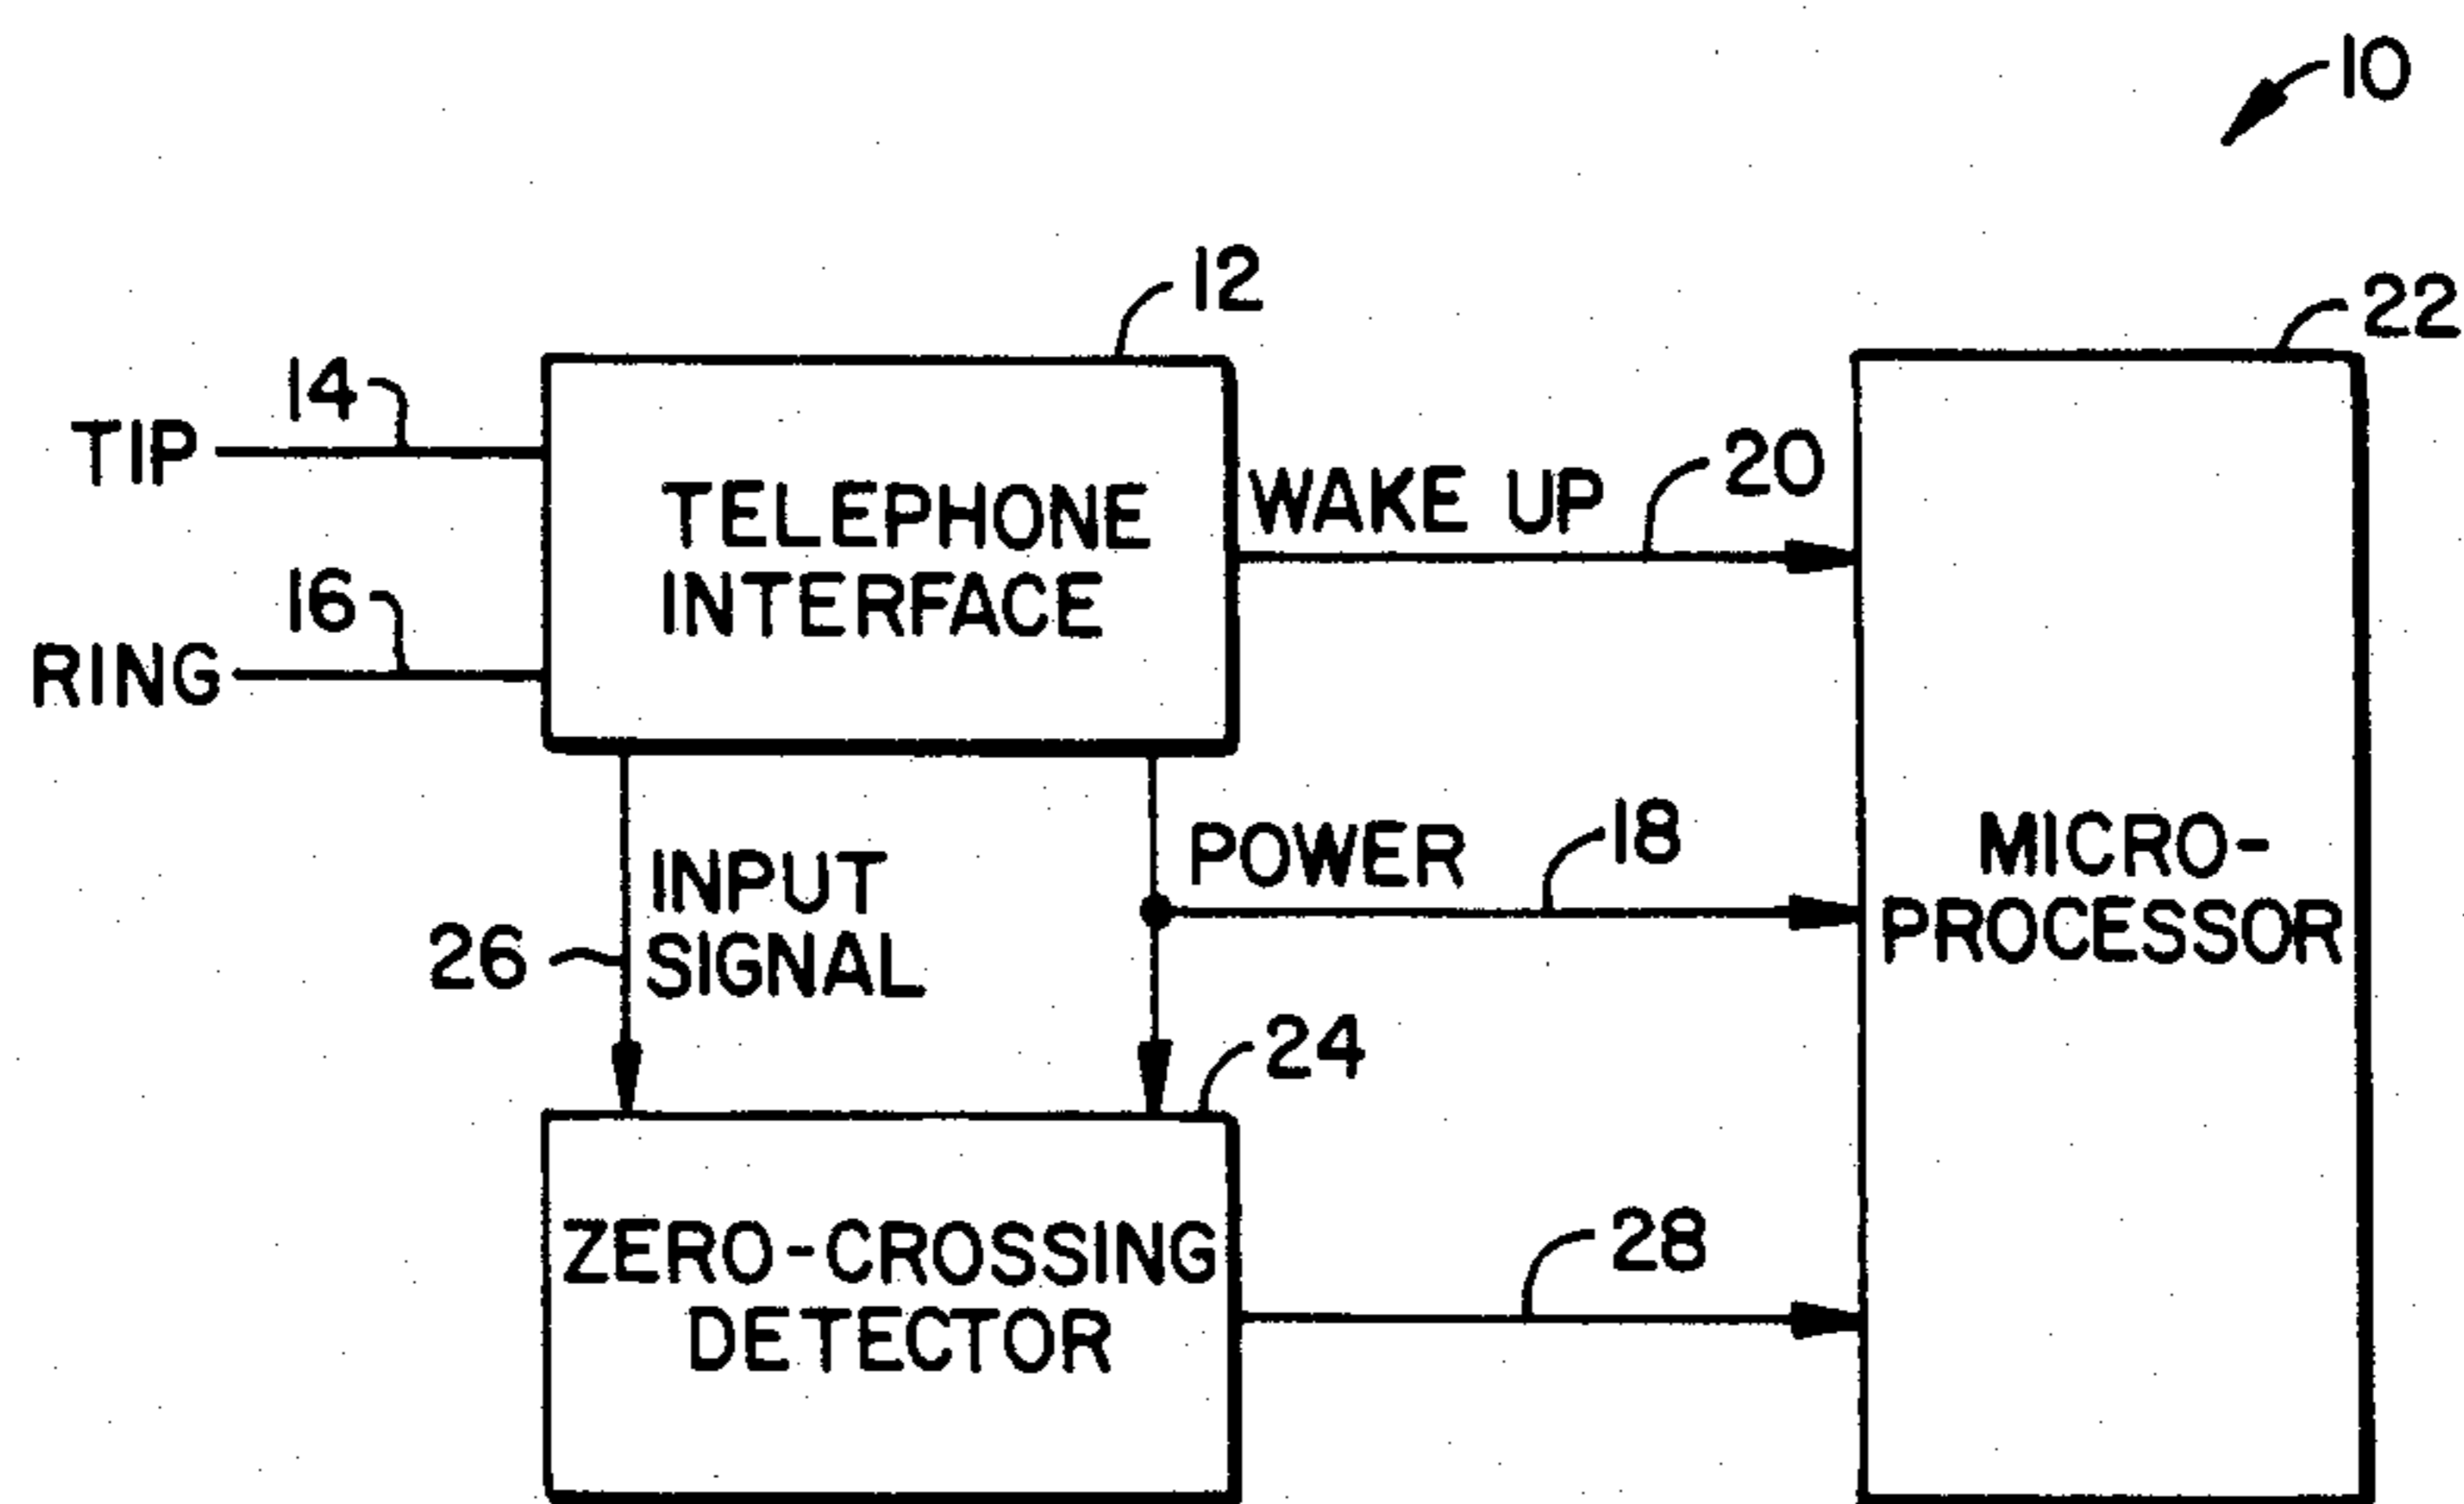 10
12
22
14
TIP
TELEPHONE
INTERFACE
WAKE UP
20
16
RING
POWER
18
INPUT
SIGNAL
26
MICRO-
PROCESSOR
24
ZERO-CROSSING
DETECTOR
28